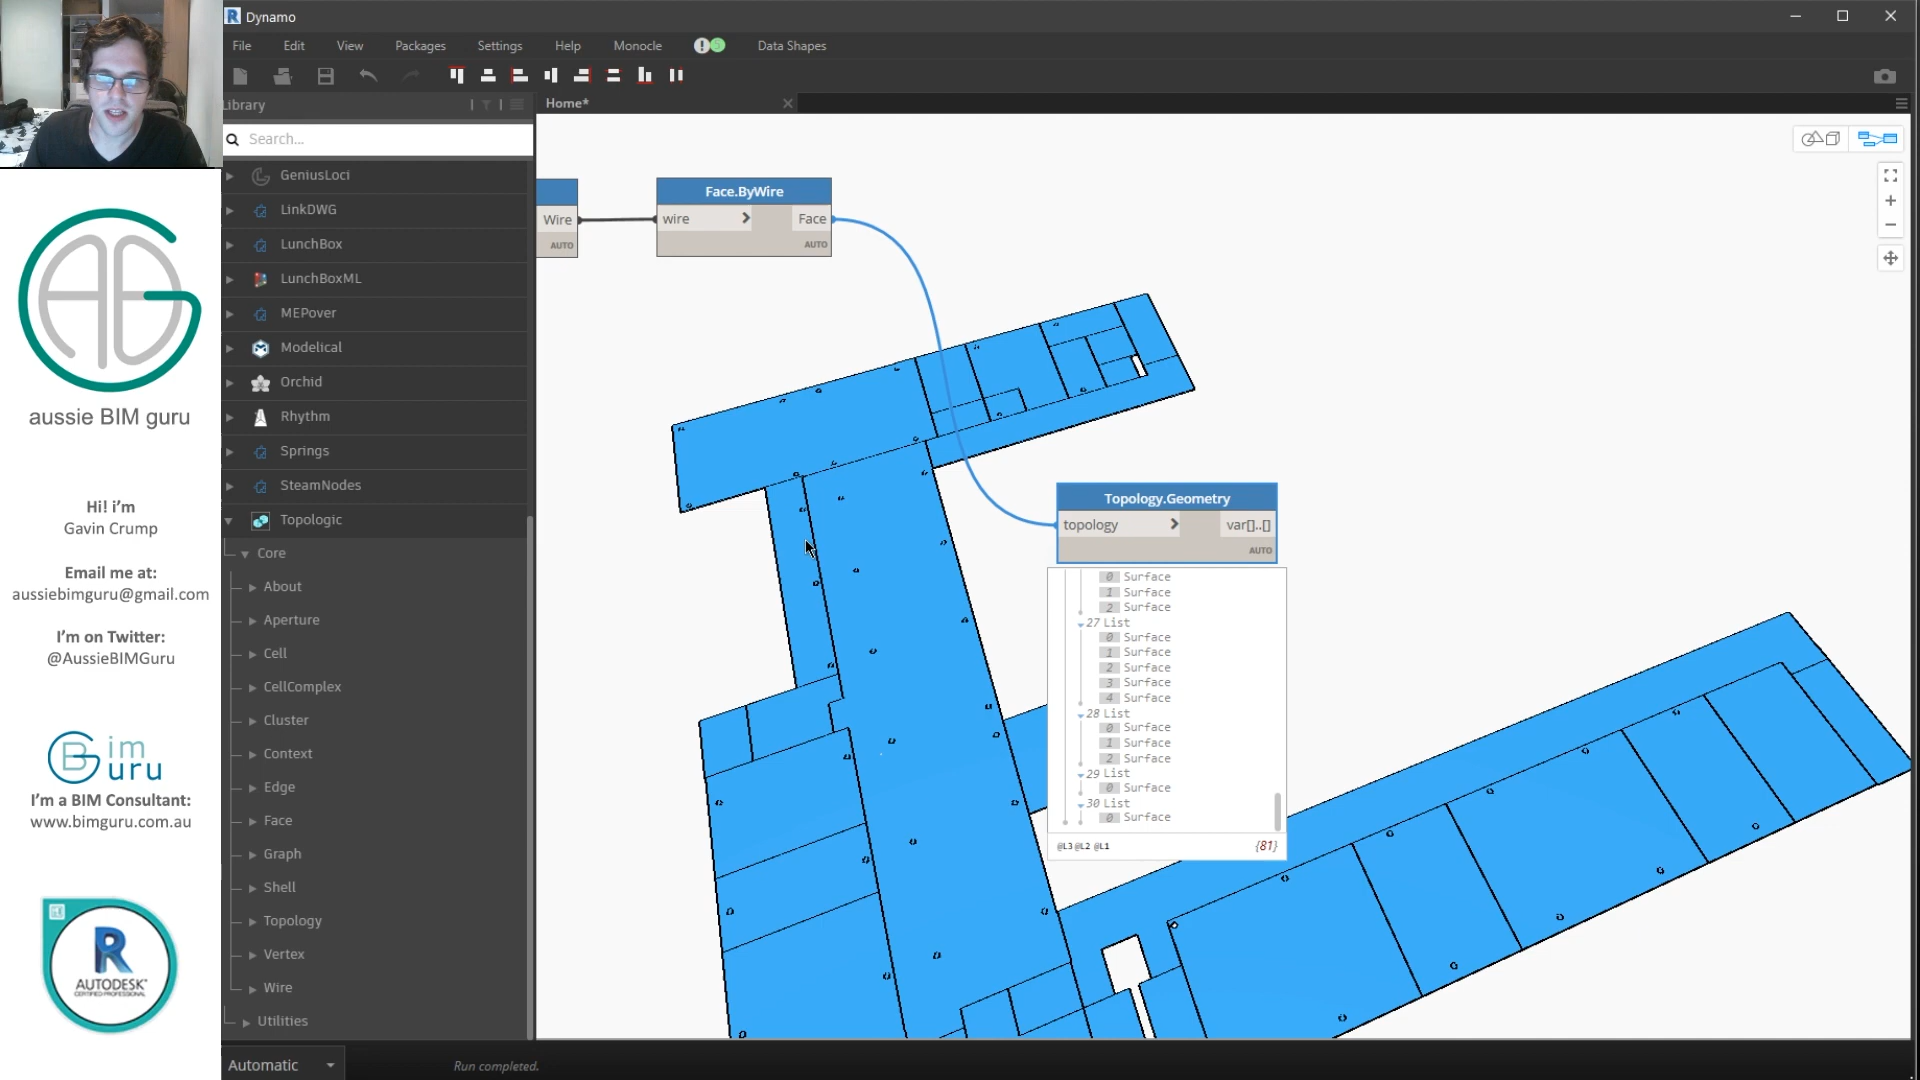 Dynamo
File Edit View Packages Settings Help Monocle Data Shapes
Library
Home*
Search...
GeniusLoci
LinkDWG
LunchBox
LunchBoxML
MEPover
Modelical
Orchid
Rhythm
Springs
SteamNodes
Topologic
Core
About
Aperture
Cell
CellComplex
Cluster
Context
Edge
Face
Graph
Shell
Topology
Vertex
Wire
Utilities
Automatic
Run completed.
Wire
AUTO
Face.ByWire
wire > Face
AUTO
Topology.Geometry
topology > var[]..[]
AUTO
0 Surface
1 Surface
2 Surface
27 List
0 Surface
1 Surface
2 Surface
3 Surface
4 Surface
28 List
0 Surface
1 Surface
2 Surface
29 List
0 Surface
30 List
0 Surface
@L3 @L2 @L1 {81}
aussie BIM guru
Hi! i'm
Gavin Crump
Email me at:
aussiebimguru@gmail.com
I'm on Twitter:
@AussieBIMGuru
Bim
Guru
I'm a BIM Consultant:
www.bimguru.com.au
R
AUTODESK
CERTIFIED PROFESSIONAL